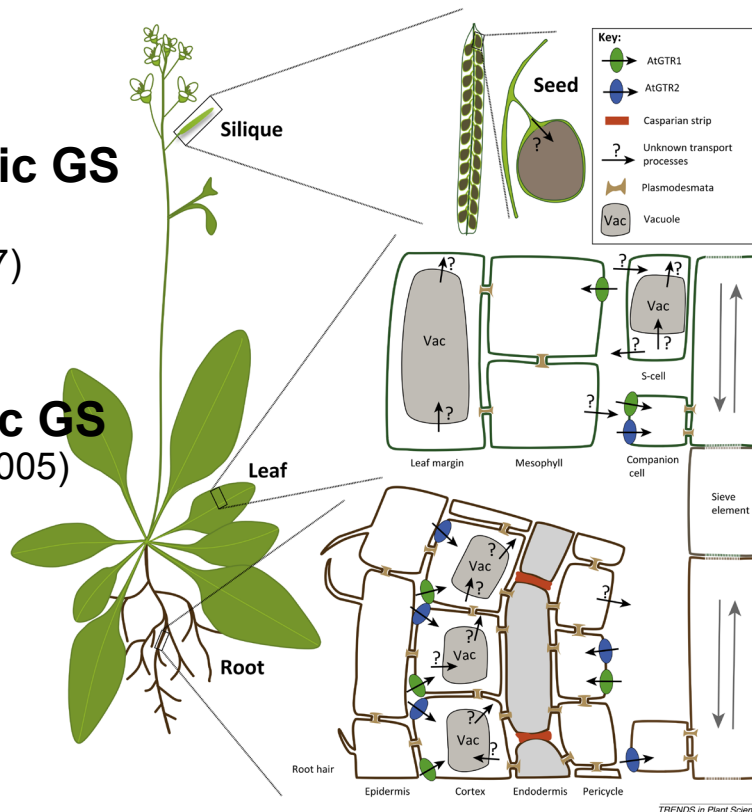 ic GS
7)
c GS
005)
Silique
Seed
Key:
AtGTR1
AtGTR2
Casparian strip
?
Unknown transport
processes
Plasmodesmata
Vac
Vacuole
?
Leaf
Root
?
Vac
?
?
?
Vac
?
?
S-cell
?
Leaf margin
Mesophyll
Companion
cell
Sieve
element
?
Vac
?
?
?
Vac
?
?
Vac
?
?
Root hair
Epidermis
Cortex
Endodermis
Pericycle
TRENDS in Plant Scien